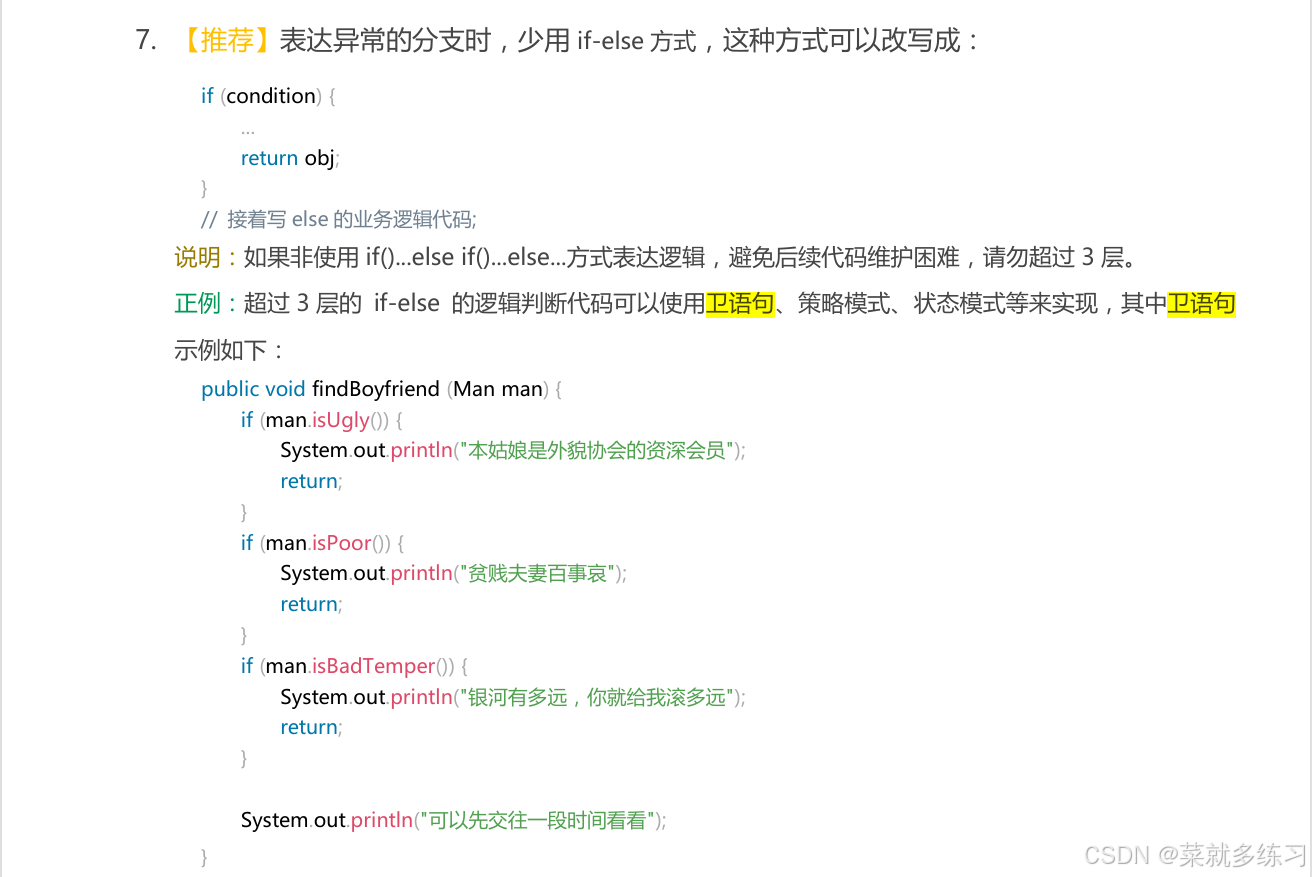 7. 【推荐】表达异常的分支时，少用 if-else 方式，这种方式可以改写成：
if (condition) {
...
return obj;
}
// 接着写 else 的业务逻辑代码;
说明：如果非使用 if()...else if()...else...方式表达逻辑，避免后续代码维护困难，请勿超过 3 层。
正例：超过 3 层的 if-else 的逻辑判断代码可以使用卫语句、策略模式、状态模式等来实现，其中卫语句
示例如下：
public void findBoyfriend (Man man) {
if (man.isUgly()) {
System.out.println("本姑娘是外貌协会的资深会员");
return;
}
if (man.isPoor()) {
System.out.println("贫贱夫妻百事哀");
return;
}
if (man.isBadTemper()) {
System.out.println("银河有多远，你就给我滚多远");
return;
}
System.out.println("可以先交往一段时间看看");
}
CSDN @菜就多练习